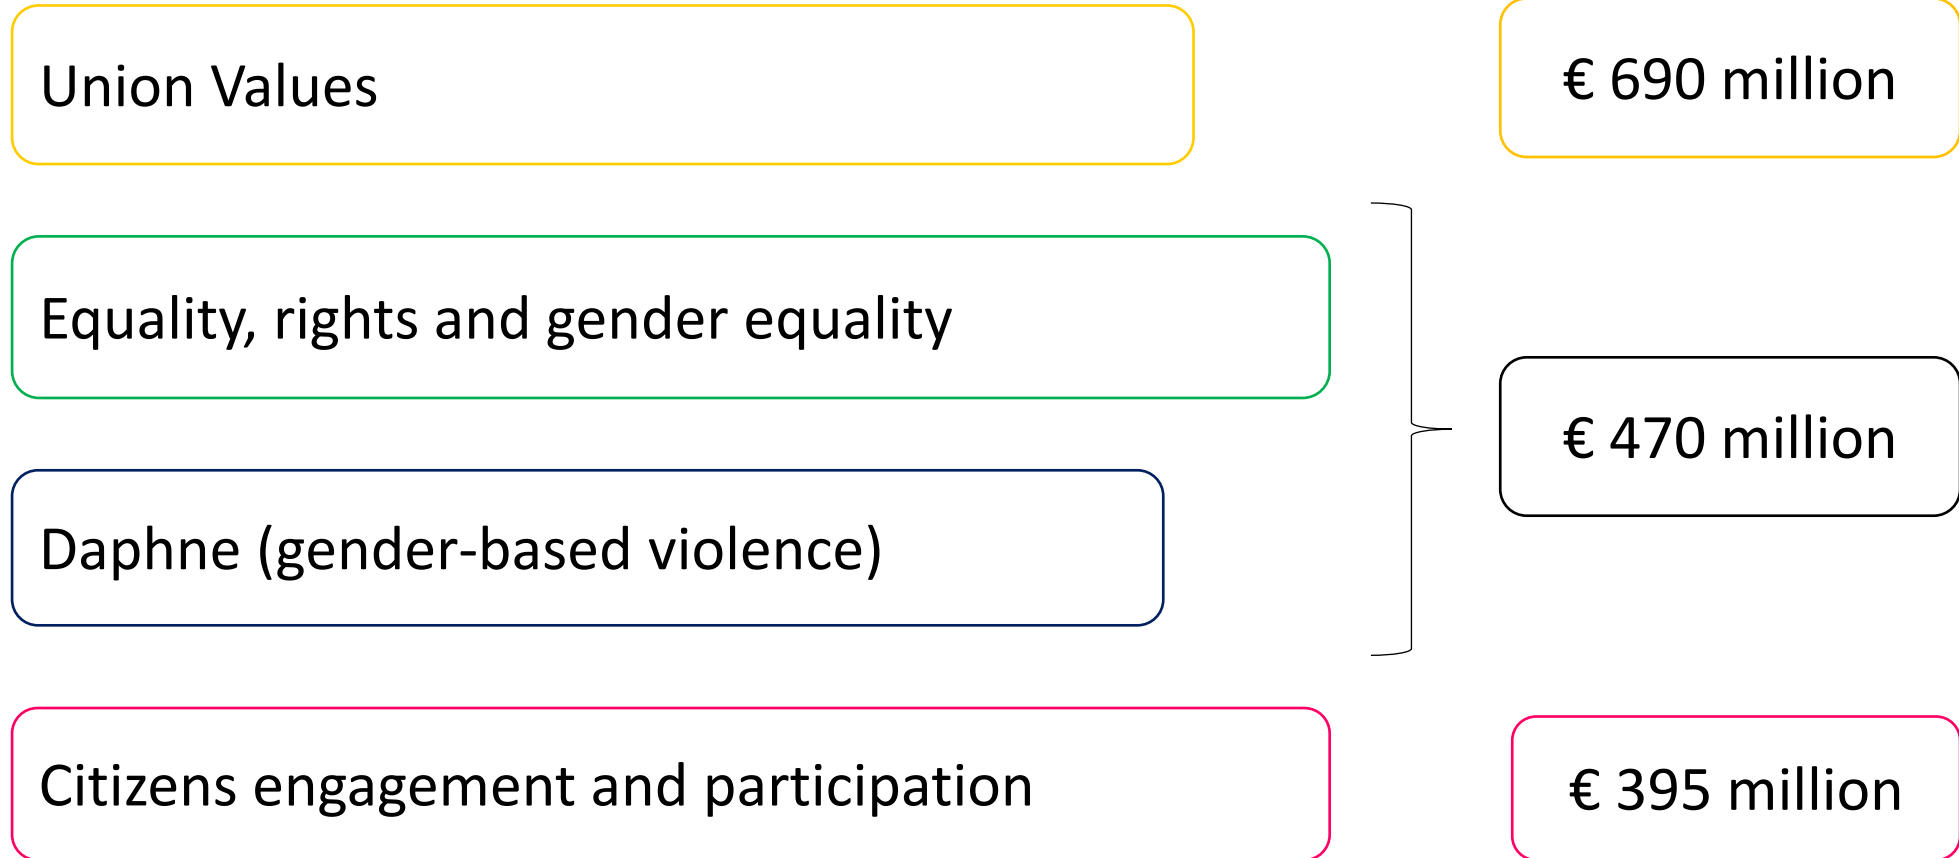 Union Values
€ 690 million
Equality, rights and gender equality
€ 470 million
Daphne (gender-based violence)
Citizens engagement and participation
€ 395 million